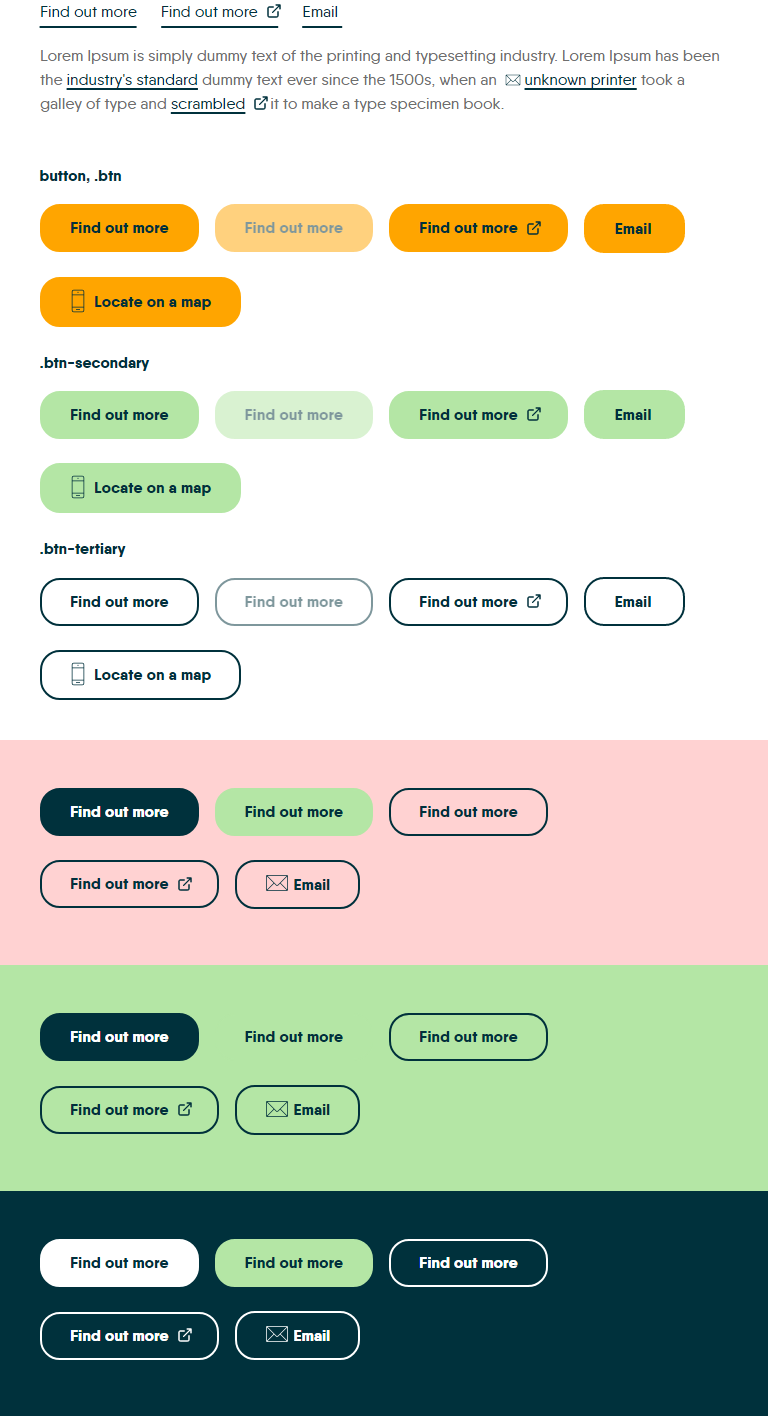 Find out more Find out more Email
Lorem Ipsum is simply dummy text of the printing and typesetting industry. Lorem Ipsum has been
the industry's standard dummy text ever since the 1500s, when an unknown printer took a
galley of type and scrambled it to make a type specimen book.
button, .btn
Find out more Find out more Find out more Email
Locate on a map
.btn-secondary
Find out more Find out more Find out more Email
Locate on a map
.btn-tertiary
Find out more Find out more Find out more Email
Locate on a map
Find out more Find out more Find out more
Find out more Email
Find out more Find out more Find out more
Find out more Email
Find out more Find out more Find out more
Find out more Email